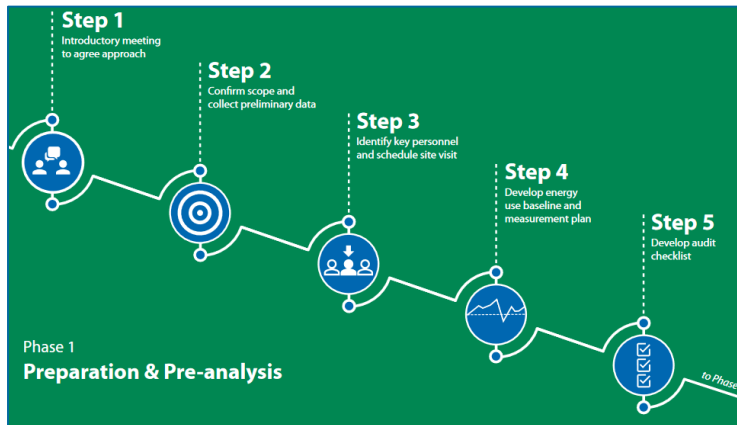 Step 1
Introductory meeting
to agree approach
Step 2
Confirm scope and
collect preliminary data
Step 3
Identify key personnel
and schedule site visit
Step 4
Develop energy
use baseline and
measurement plan
Step 5
Develop audit
checklist
Phase 1
Preparation & Pre-analysis
to Phase